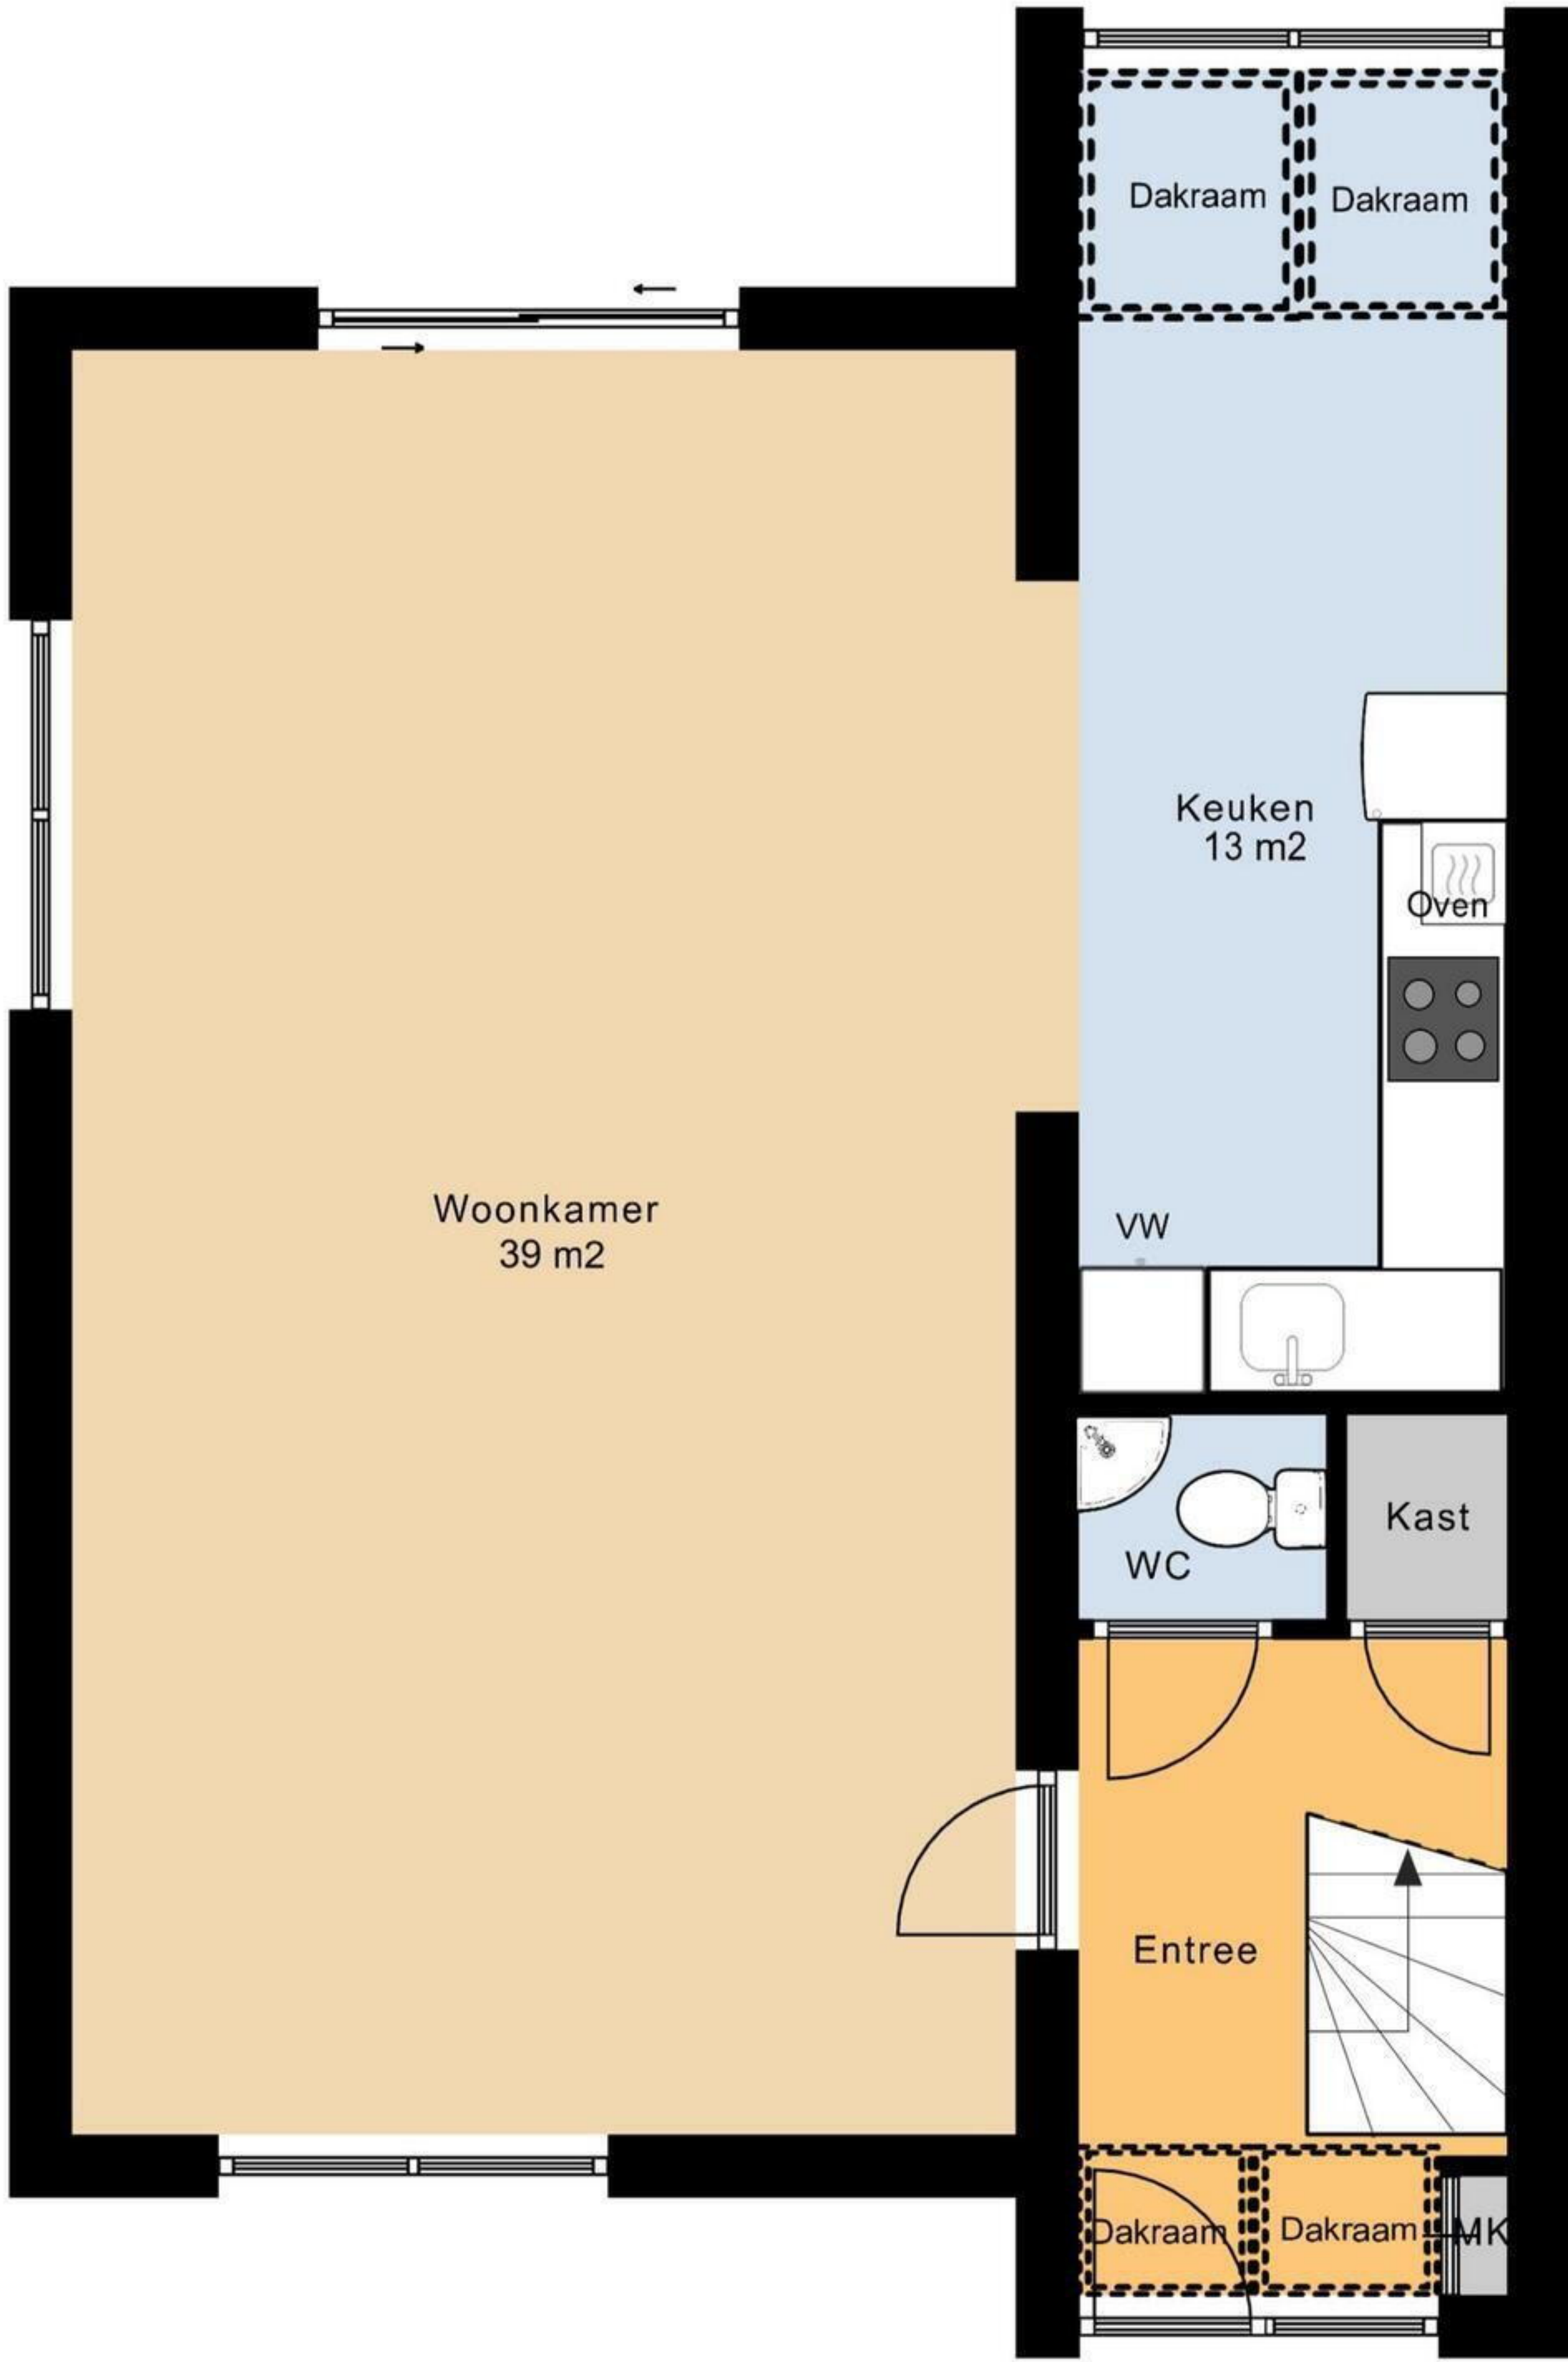 Dakraam
Dakraam
Keuken
13 m2
Oven
Woonkamer
39 m2
VW
Kast
WC
Entree
Dakraam
Dakraam
MK